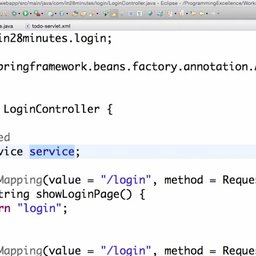 webapp/src/main/java/com/in28minutes/login/LoginController.java - Eclipse - /ProgrammingExcellence/Work
s.java todo-servlet.xml
in28minutes.login;
pringframework.beans.factory.annotation.A
LoginController {
ed
vice service;
Mapping(value = "/login", method = Reque
tring showLoginPage() {
rn "login";
Mapping(value = "/login", method = Reque